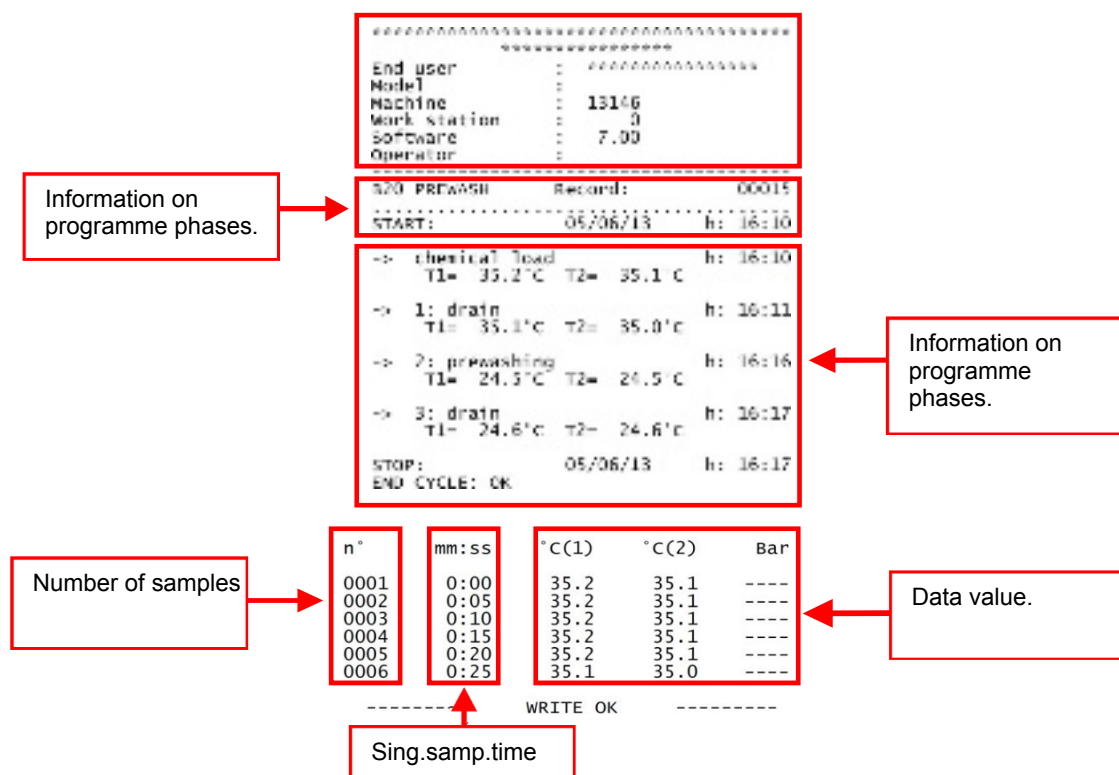 ************************************
****************
End user : ****************
Model :
Machine : 13146
Work station : 0
Software : 7.00
Operator :
----------------------------------------
B20 PREWASH Record: 00015
........................................
START: 05/06/13 h: 16:10
Information on
programme phases.
-> chemical load h: 16:10
T1= 35.2°C T2= 35.1°C
-> 1: drain h: 16:11
T1= 35.1°C T2= 35.0°C
-> 2: prewashing h: 16:16
T1= 24.5°C T2= 24.5°C
-> 3: drain h: 16:17
T1= 24.6°C T2= 24.6°C
STOP: 05/06/13 h: 16:17
END CYCLE: OK
Information on
programme
phases.
n° mm:ss °C(1) °C(2) Bar
0001 0:00 35.2 35.1 ----
0002 0:05 35.2 35.1 ----
0003 0:10 35.2 35.1 ----
0004 0:15 35.2 35.1 ----
0005 0:20 35.2 35.1 ----
0006 0:25 35.1 35.0 ----
Number of samples
Data value.
--------- WRITE OK ---------
Sing.samp.time